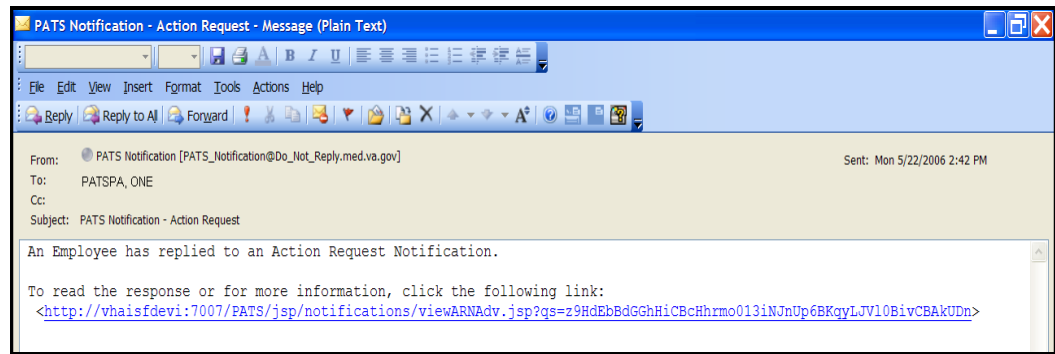 PATS Notification - Action Request - Message (Plain Text)
A B I U
File Edit View Insert Format Tools Actions Help
Reply Reply to All Forward
From: PATS Notification [PATS_Notification@Do_Not_Reply.med.va.gov] Sent: Mon 5/22/2006 2:42 PM
To: PATSPA, ONE
Cc:
Subject: PATS Notification - Action Request
An Employee has replied to an Action Request Notification.
To read the response or for more information, click the following link:
<http://vhaisfdevi:7007/PATS/jsp/notifications/viewARNAdv.jsp?qs=z9HdEbBdGGhHiCBcHhrmo013iNJnUp6BKqyLJVl0BivCBAkUDn>